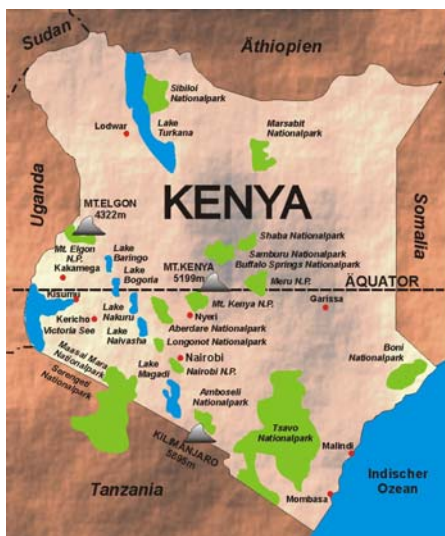 Sudan
Äthiopien
Sibiloi
Nationalpark
Lodwar
Lake
Turkana
Marsabit
Nationalpark
KENYA
Uganda
Somalia
MT.ELGON
4322m
Mt. Elgon
N.P.
Kakamega
Lake
Baringo
Lake
Bogoria
MT.KENYA
5199m
Shaba Nationalpark
Samburu Nationalpark
Buffalo Springs Nationalpark
Meru N.P.
ÄQUATOR
Kisumu
Kericho
Victoria See
Lake
Nakuru
Lake
Naivasha
Mt. Kenya N.P.
Nyeri
Garissa
Aberdare Nationalpark
Longonot Nationalpark
Nairobi
Nairobi N.P.
Lake
Magadi
Maasai Mara
Nationalpark
Serengeti
Nationalpark
Amboseli
Nationalpark
Boni
Nationalpark
KILIMANJARO
5895m
Tsavo
Nationalpark
Malindi
Mombasa
Tanzania
Indischer
Ozean